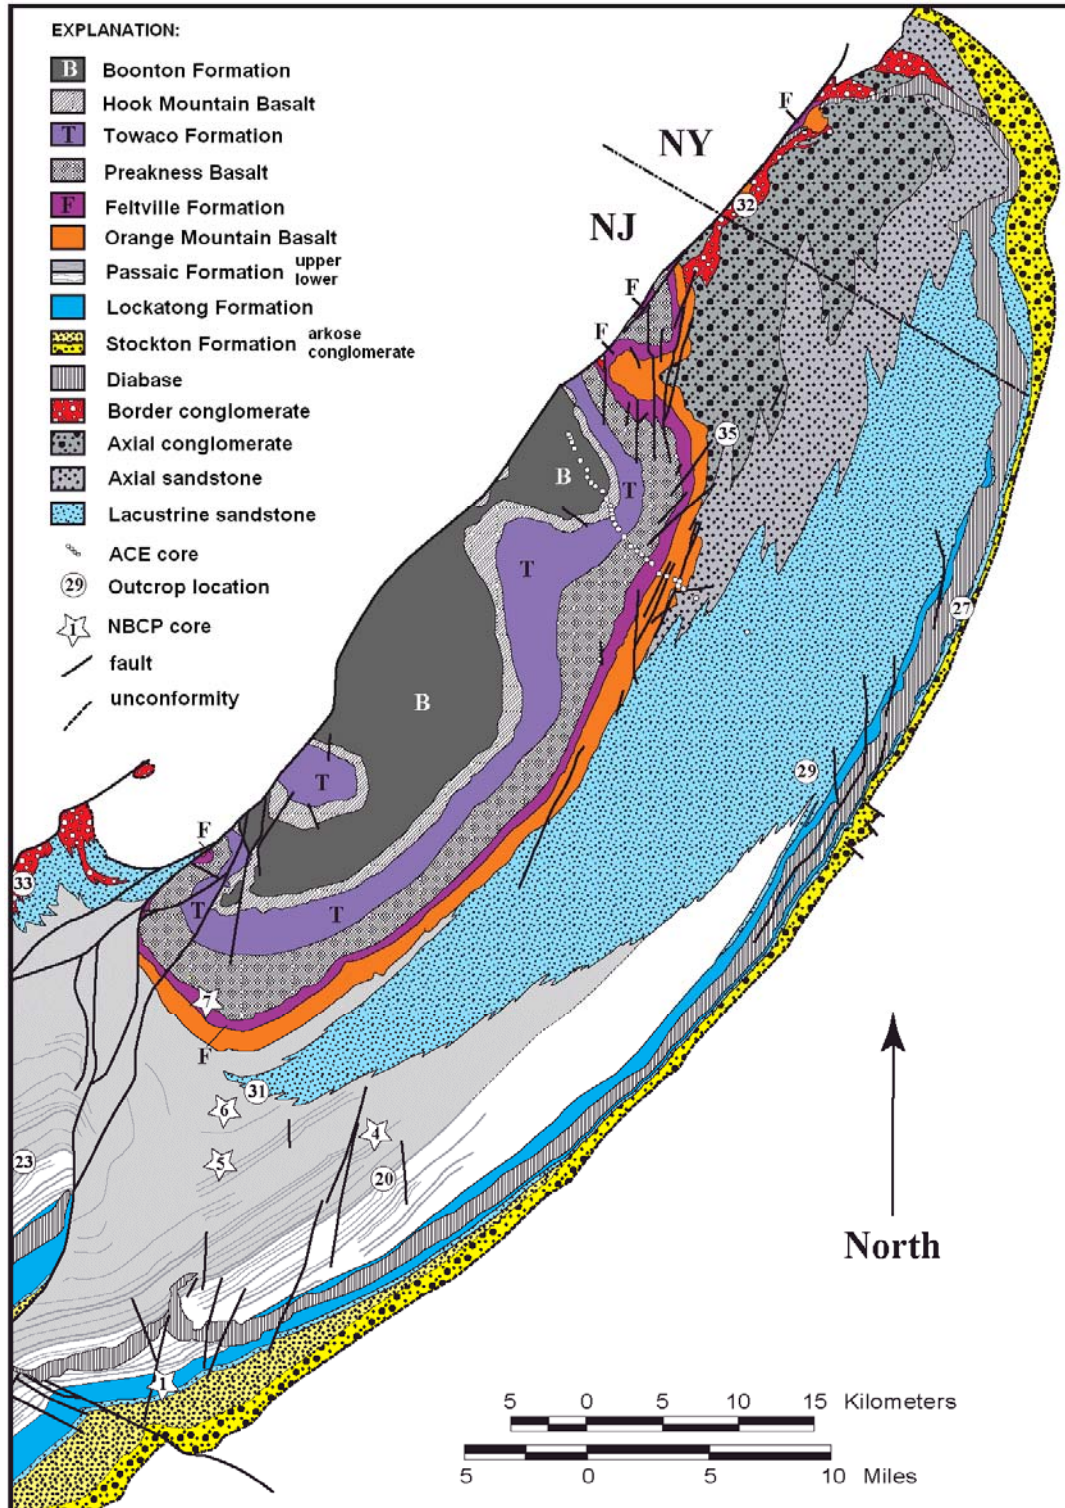 EXPLANATION:
B Boonton Formation
Hook Mountain Basalt
T Towaco Formation
Preakness Basalt
F Feltville Formation
Orange Mountain Basalt
Passaic Formation upper
lower
Lockatong Formation
Stockton Formation arkose
conglomerate
Diabase
Border conglomerate
Axial conglomerate
Axial sandstone
Lacustrine sandstone
ACE core
29 Outcrop location
1 NBCP core
fault
unconformity
NY
NJ
F
32
F
F
35
B
T
T
27
B
29
T
F
33
T
T
7
F
31
6
4
5
20
23
1
North
5 0 5 10 15 Kilometers
5 0 5 10 Miles